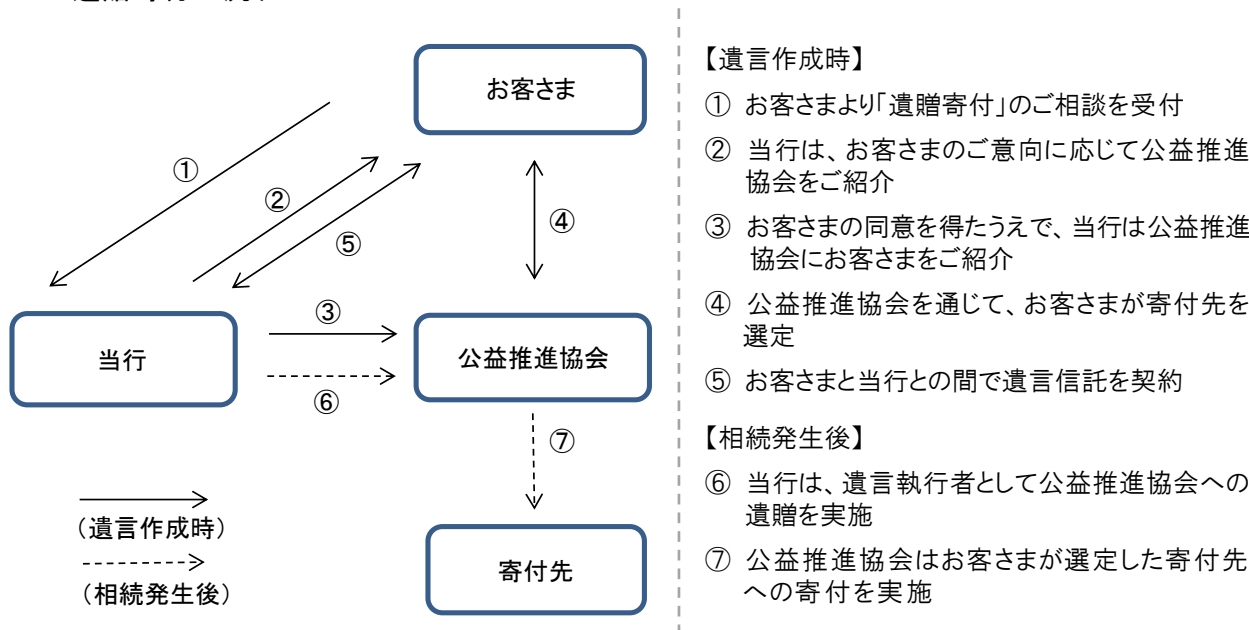 お客さま
①
②
⑤
④
③
当行
公益推進協会
⑥
⑦
(遺言作成時)
(相続発生後)
寄付先
【遺言作成時】
① お客さまより「遺贈寄付」のご相談を受付
② 当行は、お客さまのご意向に応じて公益推進
協会をご紹介
③ お客さまの同意を得たうえで、当行は公益推進
協会にお客さまをご紹介
④ 公益推進協会を通じて、お客さまが寄付先を
選定
⑤ お客さまと当行との間で遺言信託を契約
【相続発生後】
⑥ 当行は、遺言執行者として公益推進協会への
遺贈を実施
⑦ 公益推進協会はお客さまが選定した寄付先
への寄付を実施